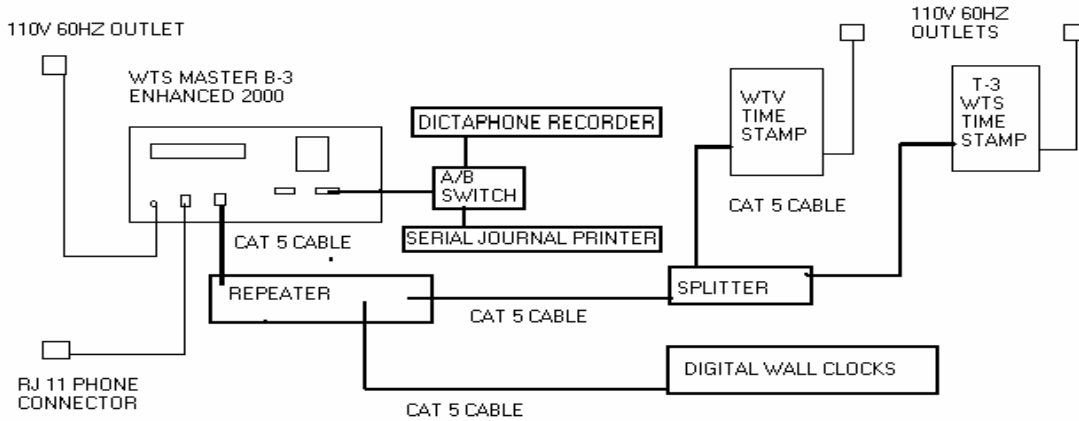 110V 60HZ OUTLET
110V 60HZ
OUTLETS
WTS MASTER B-3
ENHANCED 2000
DICTAPHONE RECORDER
A/B
SWITCH
SERIAL JOURNAL PRINTER
WTV
TIME
STAMP
T-3
WTS
TIME
STAMP
CAT 5 CABLE
CAT 5 CABLE
REPEATER
SPLITTER
CAT 5 CABLE
DIGITAL WALL CLOCKS
RJ 11 PHONE
CONNECTOR
CAT 5 CABLE